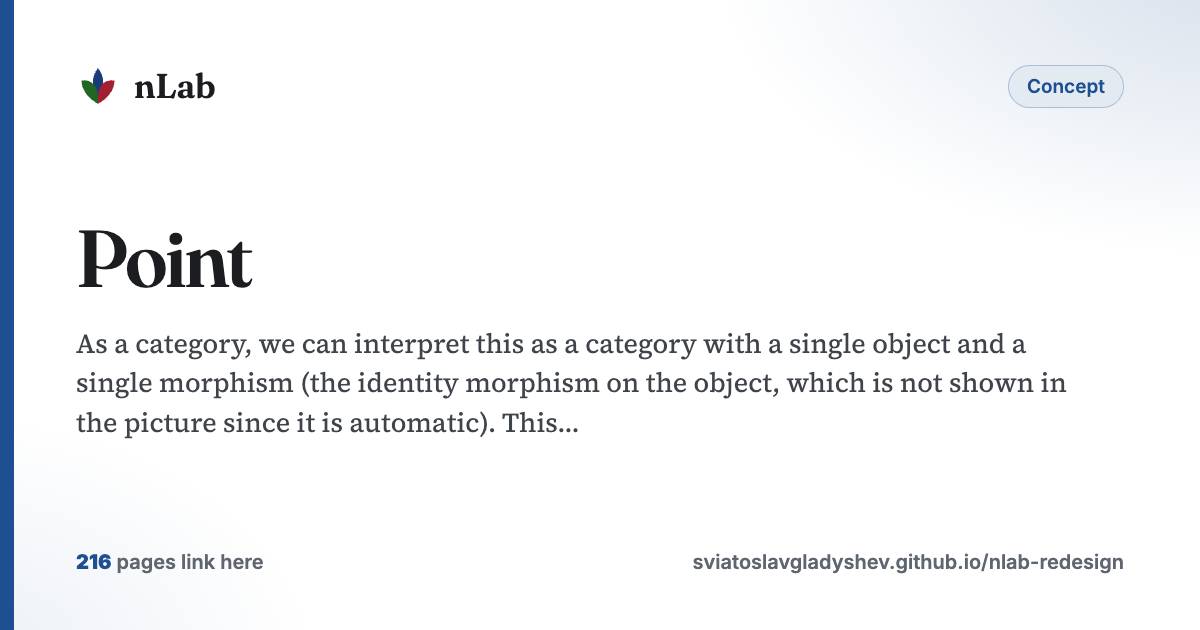 nLab
Concept
Point
As a category, we can interpret this as a category with a single object and a
single morphism (the identity morphism on the object, which is not shown in
the picture since it is automatic). This...
216 pages link here
sviatoslavgladyshev.github.io/nlab-redesign